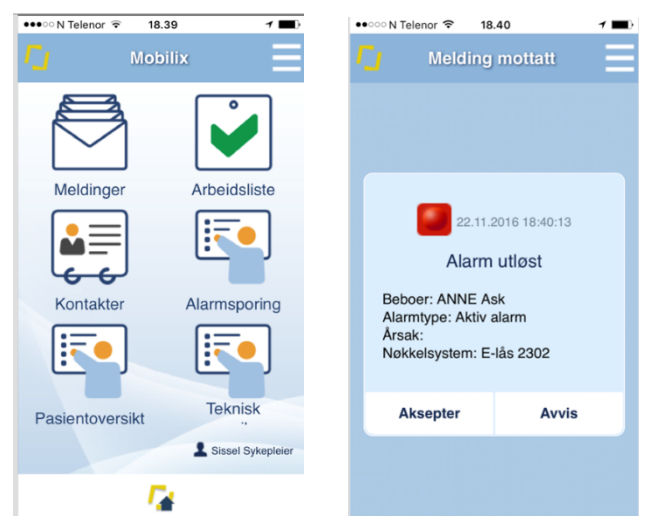 N Telenor 18.39
Mobilix
Meldinger Arbeidsliste
Kontakter Alarmsporing
Pasientoversikt Teknisk
Sissel Sykepleier
N Telenor 18.40
Melding mottatt
22.11.2016 18:40:13
Alarm utløst
Beboer: ANNE Ask
Alarmtype: Aktiv alarm
Årsak:
Nøkkelsystem: E-lås 2302
Aksepter Avvis